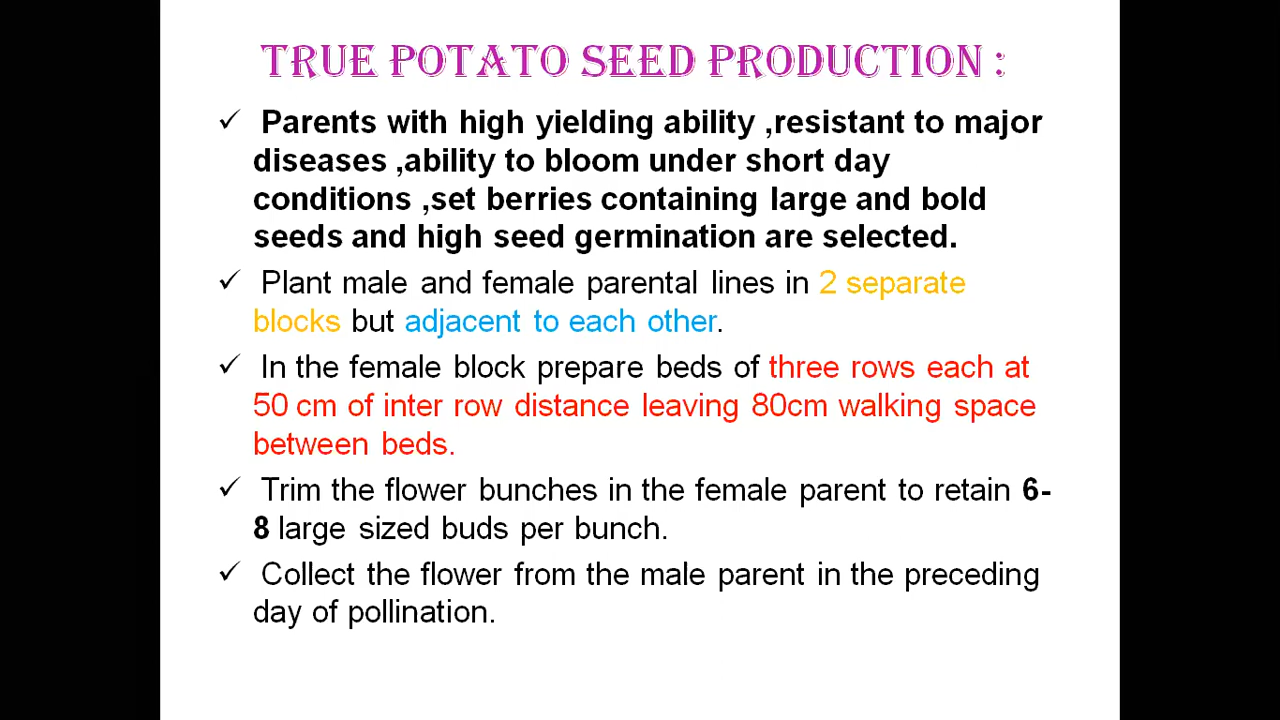 TRUE POTATO SEED PRODUCTION :
✓ Parents with high yielding ability ,resistant to major
diseases ,ability to bloom under short day
conditions ,set berries containing large and bold
seeds and high seed germination are selected.
✓ Plant male and female parental lines in 2 separate
blocks but adjacent to each other.
✓ In the female block prepare beds of three rows each at
50 cm of inter row distance leaving 80cm walking space
between beds.
✓ Trim the flower bunches in the female parent to retain 6-
8 large sized buds per bunch.
✓ Collect the flower from the male parent in the preceding
day of pollination.